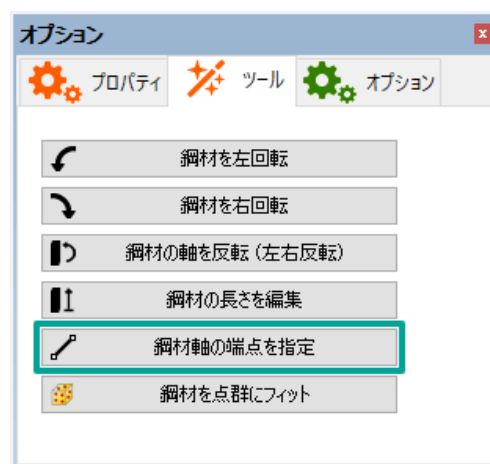 オプション
プロパティ ツール オプション
鋼材を左回転
鋼材を右回転
鋼材の軸を反転（左右反転）
鋼材の長さを編集
鋼材軸の端点を指定
鋼材を点群にフィット